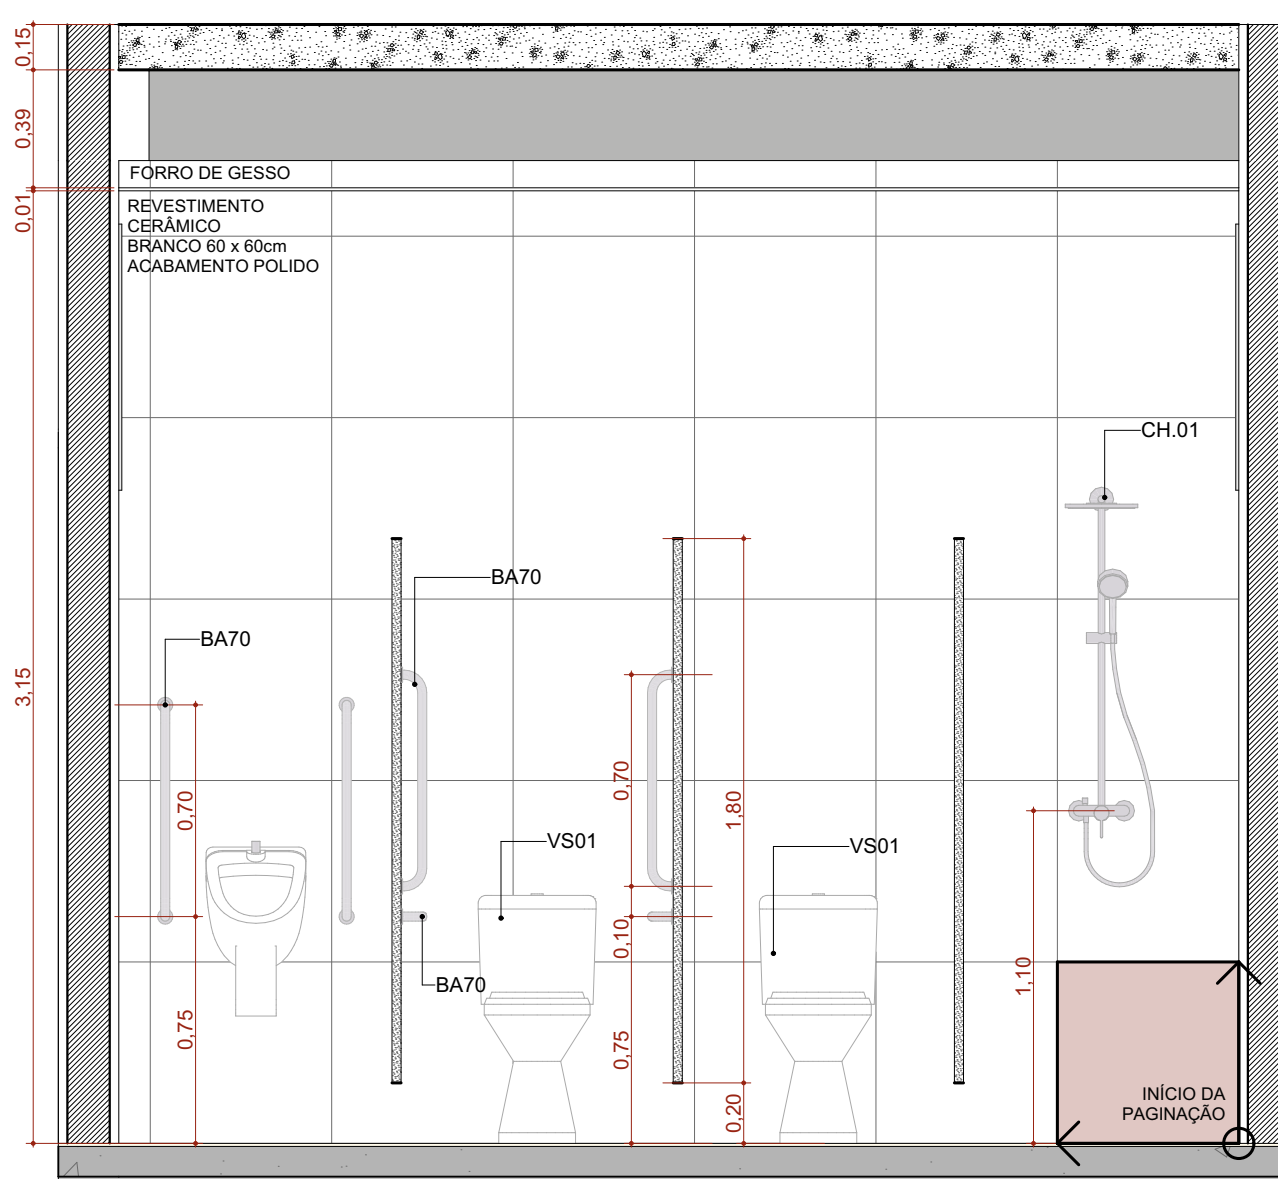 0,15
0,39
0,01
3,15
FORRO DE GESSO
REVESTIMENTO
CERÂMICO
BRANCO 60 x 60cm
ACABAMENTO POLIDO
CH.01
BA70
BA70
0,70
0,70
1,80
VS01
VS01
0,10
BA70
1,10
0,75
0,75
0,20
INÍCIO DA
PAGINAÇÃO